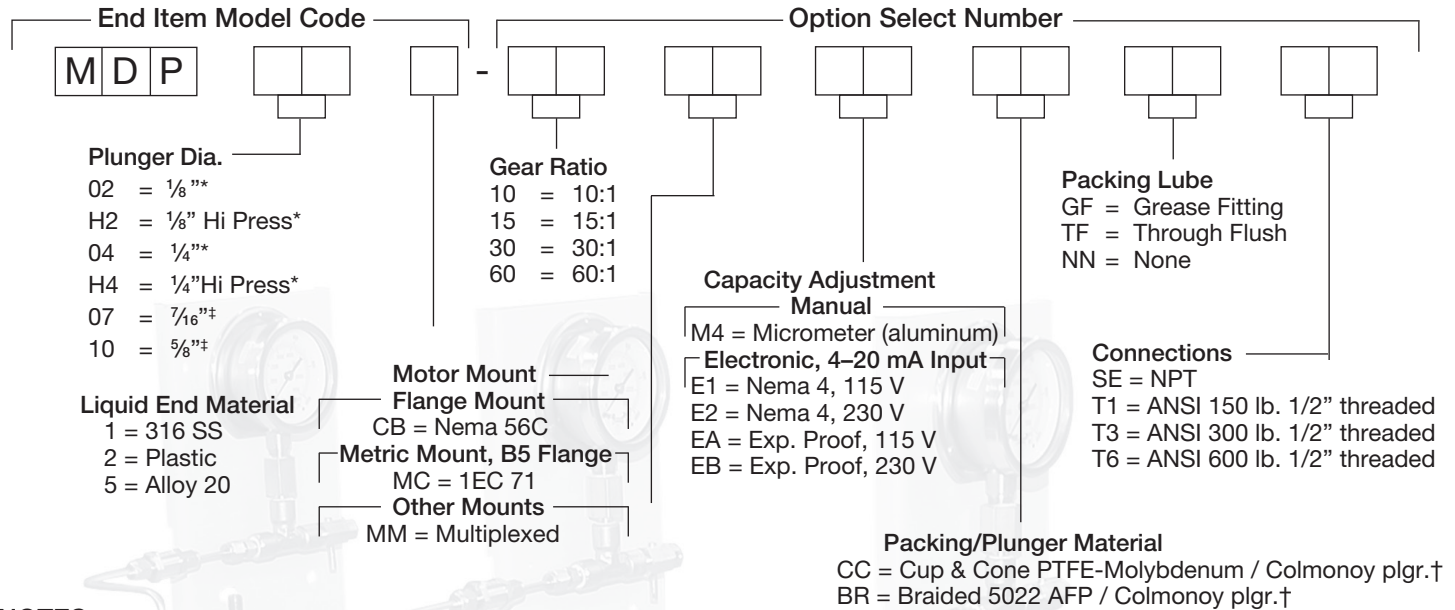 End Item Model Code
Option Select Number
M D P
-
Plunger Dia.
02 = ⅛”*
H2 = ⅛” Hi Press*
04 = ¼”*
H4 = ¼”Hi Press*
07 = ⁷⁄₁₆”‡
10 = ⅝”‡
Liquid End Material
1 = 316 SS
2 = Plastic
5 = Alloy 20
Gear Ratio
10 = 10:1
15 = 15:1
30 = 30:1
60 = 60:1
Motor Mount
Flange Mount
CB = Nema 56C
Metric Mount, B5 Flange
MC = 1EC 71
Other Mounts
MM = Multiplexed
Capacity Adjustment
Manual
M4 = Micrometer (aluminum)
Electronic, 4–20 mA Input
E1 = Nema 4, 115 V
E2 = Nema 4, 230 V
EA = Exp. Proof, 115 V
EB = Exp. Proof, 230 V
Packing/Plunger Material
CC = Cup & Cone PTFE-Molybdenum / Colmonoy plgr.†
BR = Braided 5022 AFP / Colmonoy plgr.†
Packing Lube
GF = Grease Fitting
TF = Through Flush
NN = None
Connections
SE = NPT
T1 = ANSI 150 lb. 1/2” threaded
T3 = ANSI 300 lb. 1/2” threaded
T6 = ANSI 600 lb. 1/2” threaded